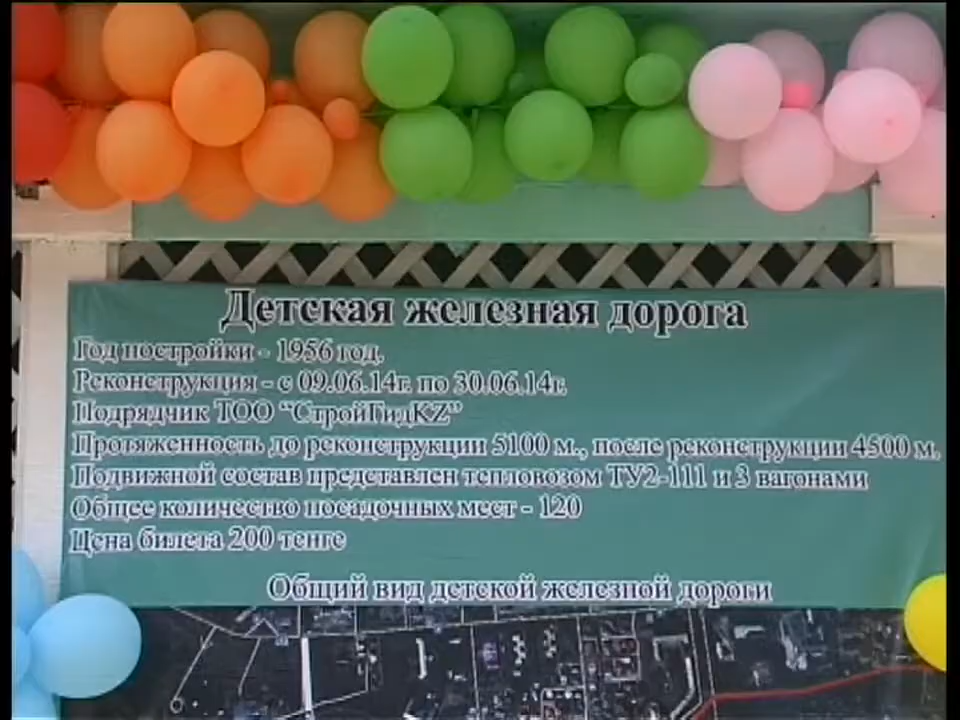 Детская железная дорога
Год постройки - 1956 год.
Реконструкция - с 09.06.14г. по 30.06.14г.
Подрядчик ТОО “СтройГидKZ”
Протяженность до реконструкции 5100 м., после реконструкции 4500 м.
Подвижной состав представлен тепловозом ТУ2-111 и 3 вагонами
Общее количество посадочных мест - 120
Цена билета 200 тенге
Общий вид детской железной дороги